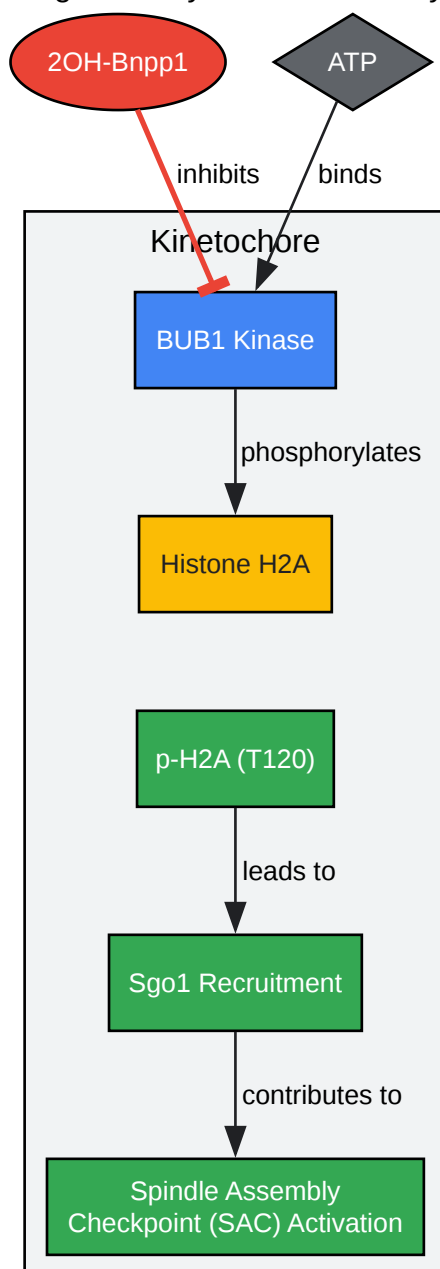 2OH-Bnpp1
ATP
inhibits
binds
Kinetochore
BUB1 Kinase
phosphorylates
Histone H2A
p-H2A (T120)
leads to
Sgo1 Recruitment
contributes to
Spindle Assembly
Checkpoint (SAC) Activation